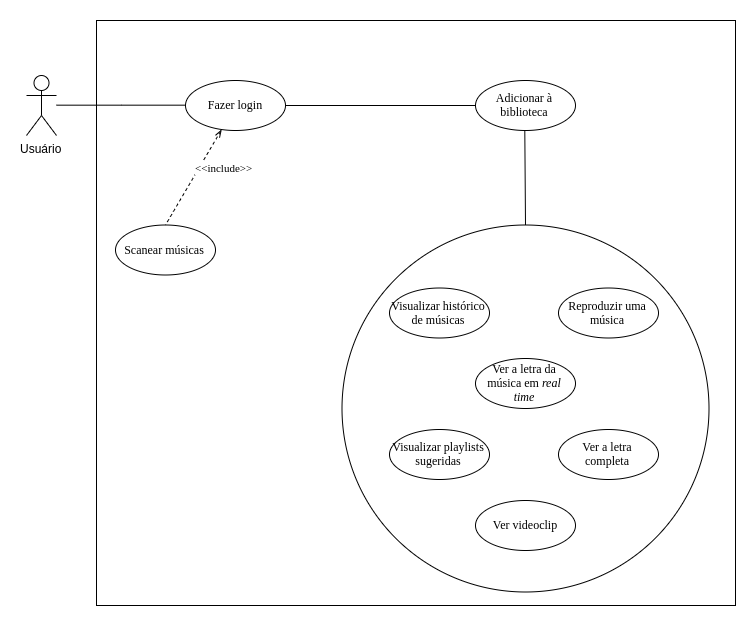 Usuário
Fazer login
Adicionar à
biblioteca
<<include>>
Scanear músicas
Visualizar histórico
de músicas
Reproduzir uma
música
Ver a letra da
música em real
time
Visualizar playlists
sugeridas
Ver a letra
completa
Ver videoclip